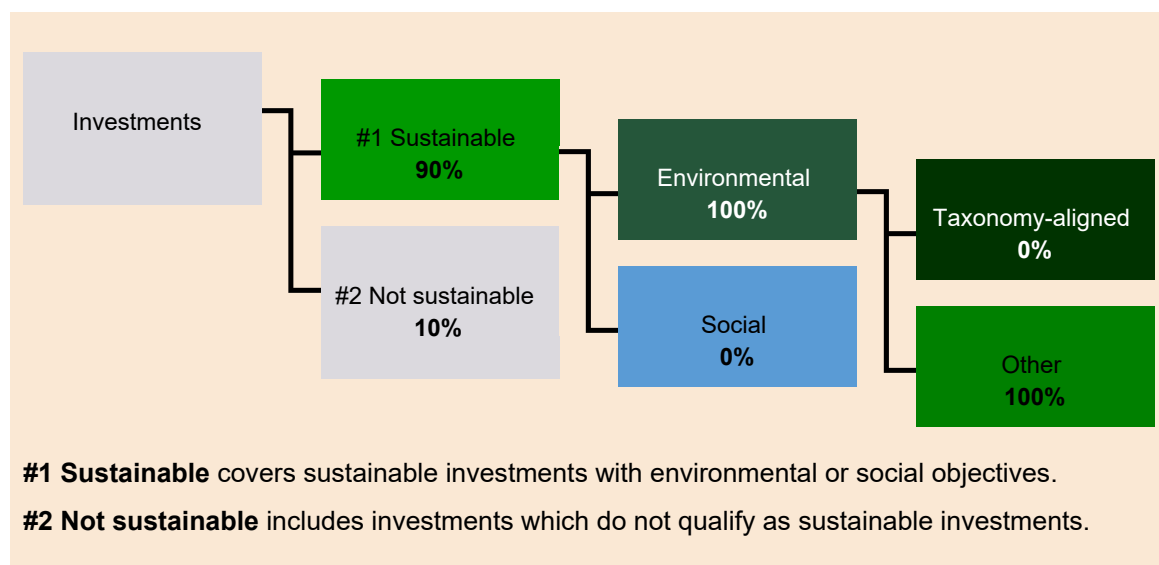 Investments
#1 Sustainable
90%
#2 Not sustainable
10%
Environmental
100%
Social
0%
Taxonomy-aligned
0%
Other
100%
#1 Sustainable covers sustainable investments with environmental or social objectives.
#2 Not sustainable includes investments which do not qualify as sustainable investments.